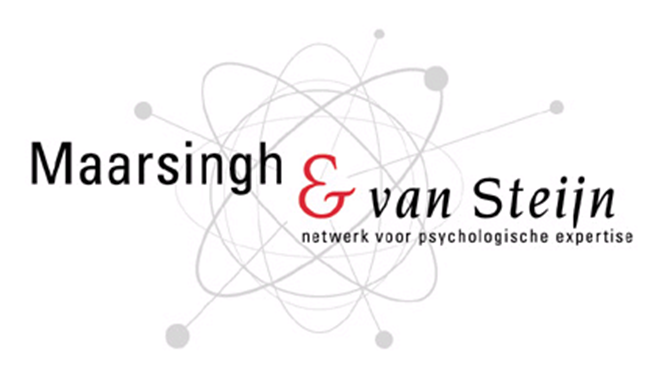 Maarsingh
& van Steijn
netwerk voor psychologische expertise